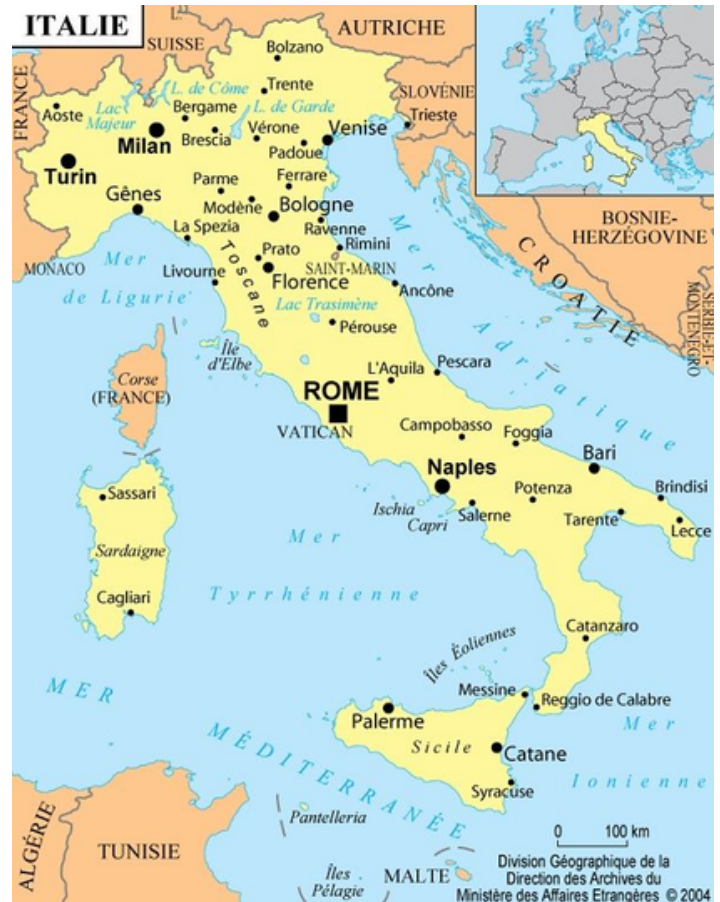 ITALIE
L.
SUISSE
AUTRICHE
FRANCE
SLOVÉNIE
Bolzano
Trente
L. de Côme
Lac
Majeur
Bergame
L. de Garde
Aoste
Milan
Brescia
Vérone
Venise
Trieste
Padoue
Turin
Parme
Ferrare
Gênes
Modène
Bologne
Ravenne
La Spezia
Rimini
Prato
SAINT-MARIN
MONACO
Mer
de Ligurie
Livourne
Toscane
Florence
Ancône
Lac Trasimène
Pérouse
BOSNIE-
HERZÉGOVINE
CROATIE
SERBIE-ET-
MONTENEGRO
Mer
Adriatique
Île
d'Elbe
Corse
(FRANCE)
L'Aquila
Pescara
ROME
VATICAN
Campobasso
Foggia
Bari
Naples
Potenza
Brindisi
Ischia
Capri
Salerne
Tarente
Lecce
Sassari
Sardaigne
Cagliari
Mer
Tyrrhénienne
Catanzaro
Îles Éoliennes
Messine
Reggio de Calabre
Palerme
Sicile
Catane
Syracuse
Mer
Ionienne
MER
MÉDITERRANÉE
Pantelleria
ALGÉRIE
TUNISIE
Îles
Pélagie
MALTE
0 100 km
Division Géographique de la
Direction des Archives du
Ministère des Affaires Etrangères © 2004